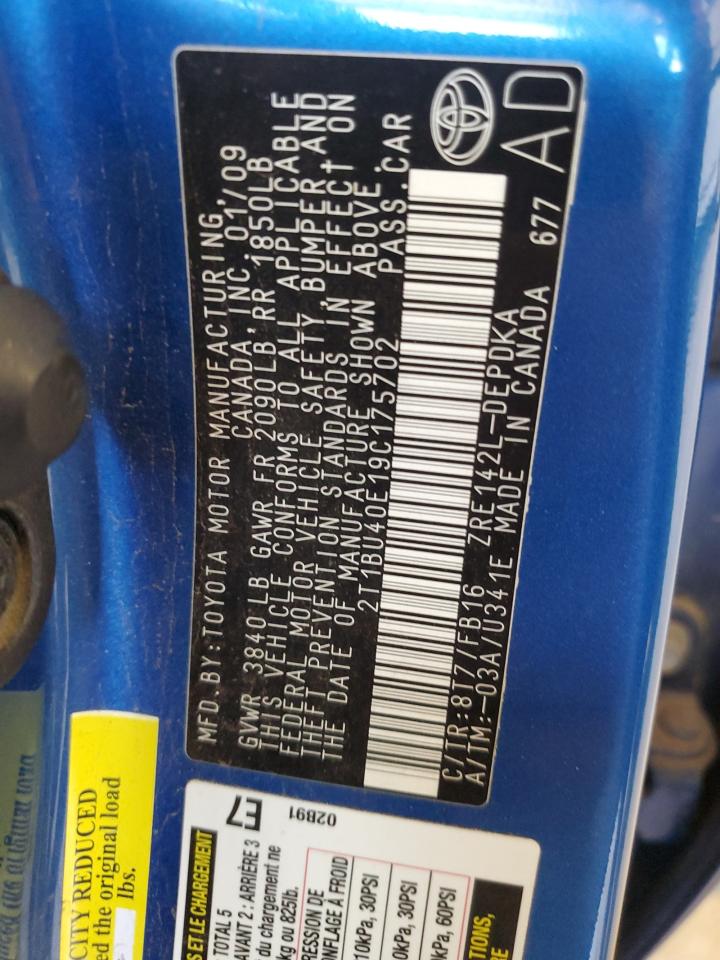 MFD.BY:TOYOTA MOTOR MANUFACTURING,
CANADA, INC. 01/09
GVWR 3840 LB GAWR FR 2090LB RR 1850LB
THIS VEHICLE CONFORMS TO ALL APPLICABLE
FEDERAL MOTOR VEHICLE SAFETY, BUMPER, AND
THEFT PREVENTION STANDARDS IN EFFECT ON
THE DATE OF MANUFACTURE SHOWN ABOVE.
2T1BU40E19C175702 PASS.CAR
C/TR:8T7/FB16 ZRE142L-DEPDKA
A/TM:-03A/U341E MADE IN CANADA 677
AD
CITY REDUCED
ed the original load
lbs.
E7
02B91
S ET LE CHARGEMENT
TOTAL 5
AVANT 2 : ARRIÈRE 3
du chargement ne
kg ou 825lb.
RESSION DE
ONFLAGE À FROID
10kPa, 30PSI
0kPa, 30PSI
kPa, 60PSI
TIONS,
RE